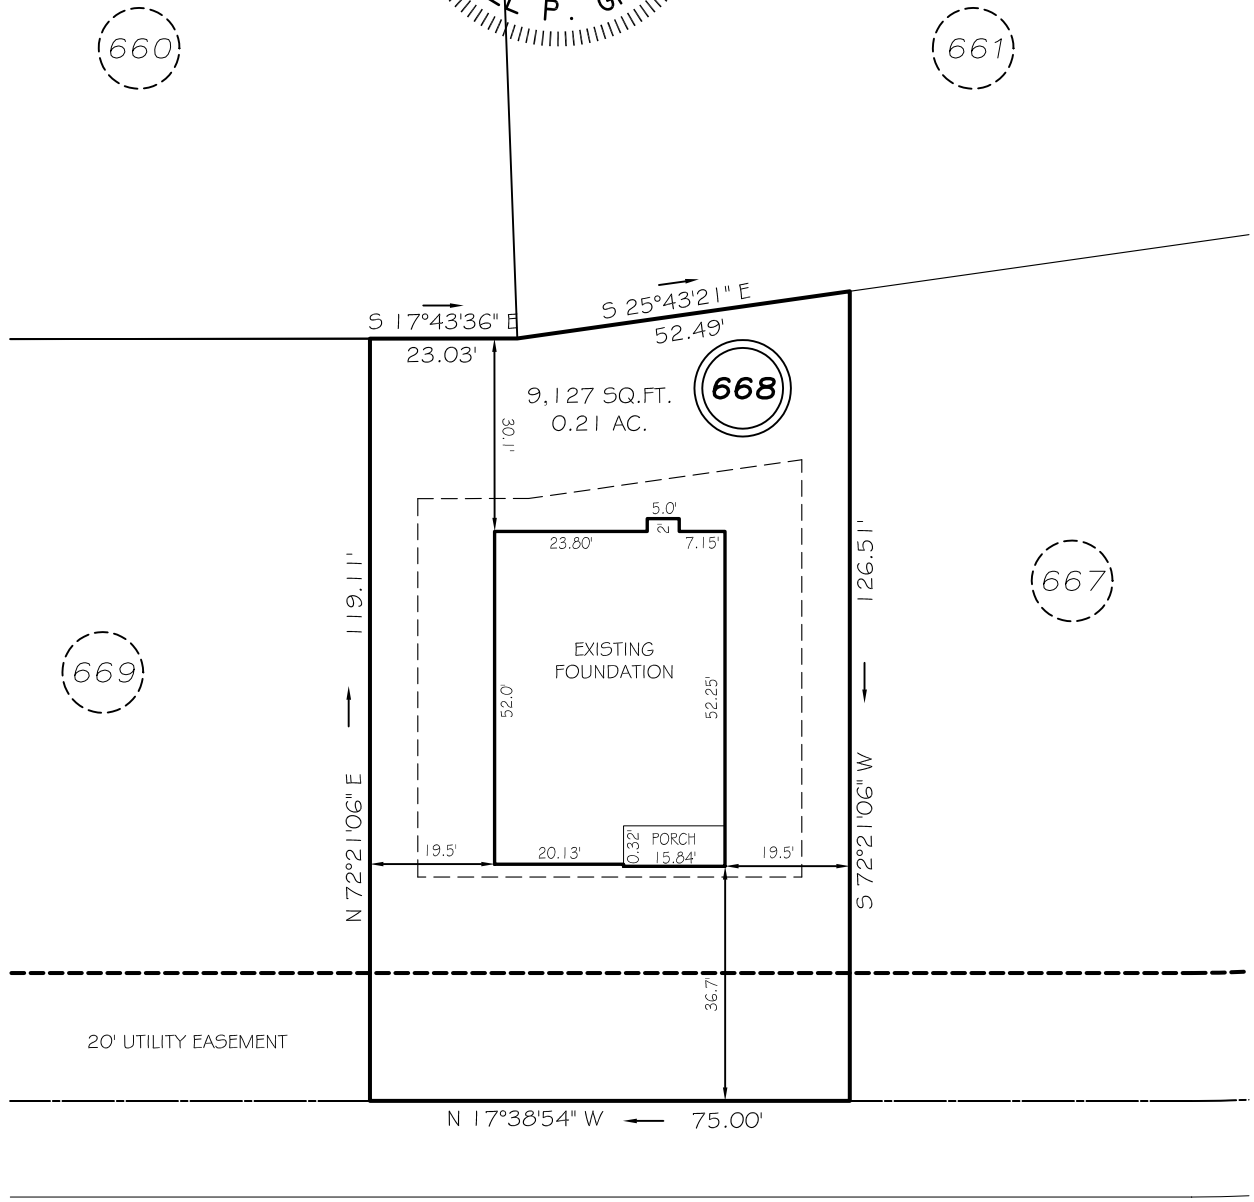 P.
660
661
S 17°43'36" E
23.03'
S 25°43'21" E
52.49'
668
9,127 SQ.FT.
0.21 AC.
30.1'
5.0'
2'
23.80'
7.15'
119.11'
126.51'
667
669
EXISTING
FOUNDATION
52.0'
52.25'
N 72°21'06" E
S 72°21'06" W
19.5'
20.13'
0.32'
PORCH
15.84'
19.5'
36.7'
20' UTILITY EASEMENT
N 17°38'54" W
75.00'